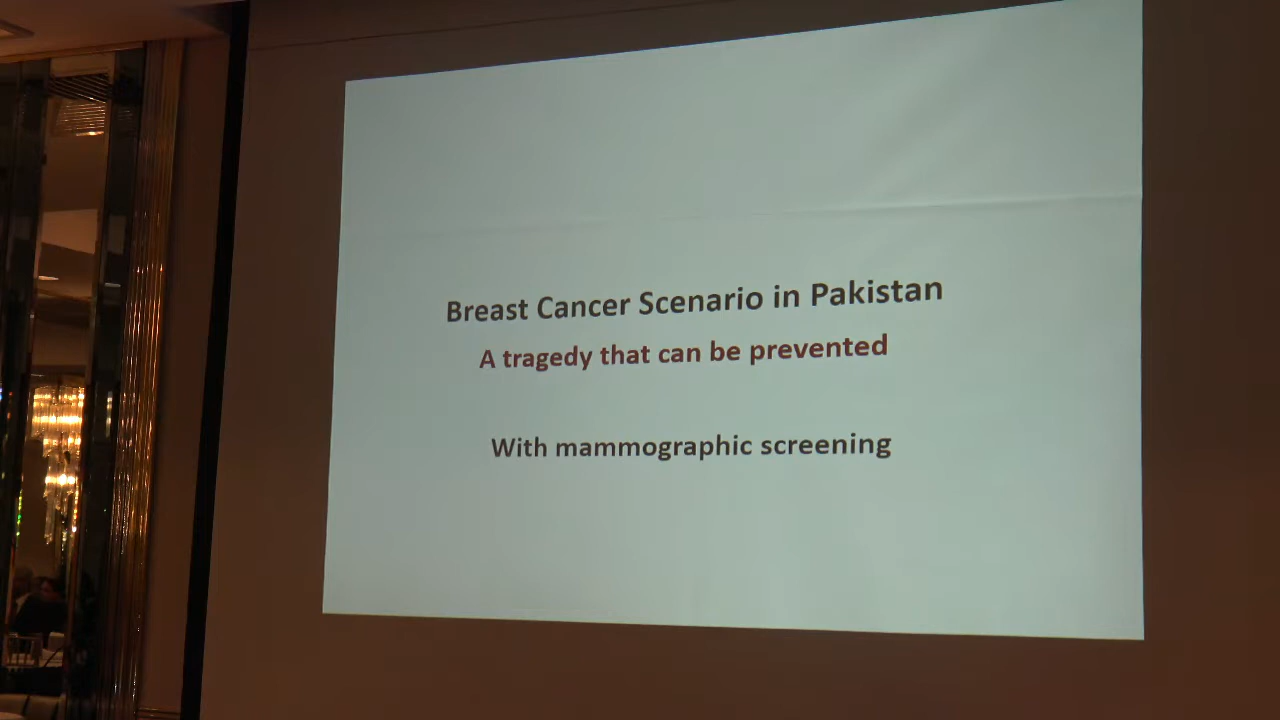 Breast Cancer Scenario in Pakistan
A tragedy that can be prevented
With mammographic screening